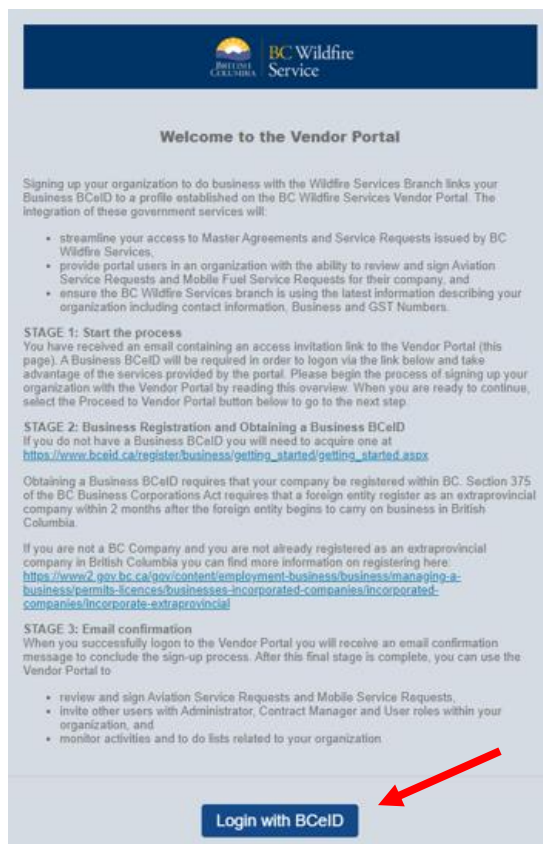 BRITISH
COLUMBIA
BC Wildfire
Service
Welcome to the Vendor Portal
Signing up your organization to do business with the Wildfire Services Branch links your
Business BCeID to a profile established on the BC Wildfire Services Vendor Portal. The
integration of these government services will:
• streamline your access to Master Agreements and Service Requests issued by BC
Wildfire Services,
• provide portal users in an organization with the ability to review and sign Aviation
Service Requests and Mobile Fuel Service Requests for their company, and
• ensure the BC Wildfire Services branch is using the latest information describing your
organization including contact information, Business and GST Numbers.
STAGE 1: Start the process
You have received an email containing an access invitation link to the Vendor Portal (this
page). A Business BCeID will be required in order to logon via the link below and take
advantage of the services provided by the portal. Please begin the process of signing up your
organization with the Vendor Portal by reading this overview. When you are ready to continue,
select the Proceed to Vendor Portal button below to go to the next step.
STAGE 2: Business Registration and Obtaining a Business BCeID
If you do not have a Business BCeID you will need to acquire one at
https://www.bceid.ca/register/business/getting_started/getting_started.aspx
Obtaining a Business BCeID requires that your company be registered within BC. Section 375
of the BC Business Corporations Act requires that a foreign entity register as an extraprovincial
company within 2 months after the foreign entity begins to carry on business in British
Columbia.
If you are not a BC Company and you are not already registered as an extraprovincial
company in British Columbia you can find more information on registering here:
https://www2.gov.bc.ca/gov/content/employment-business/business/managing-a-
business/permits-licences/businesses-incorporated-companies/incorporated-
companies/incorporate-extraprovincial
STAGE 3: Email confirmation
When you successfully logon to the Vendor Portal you will receive an email confirmation
message to conclude the sign-up process. After this final stage is complete, you can use the
Vendor Portal to
• review and sign Aviation Service Requests and Mobile Service Requests,
• invite other users with Administrator, Contract Manager and User roles within your
organization, and
• monitor activities and to do lists related to your organization
Login with BCeID